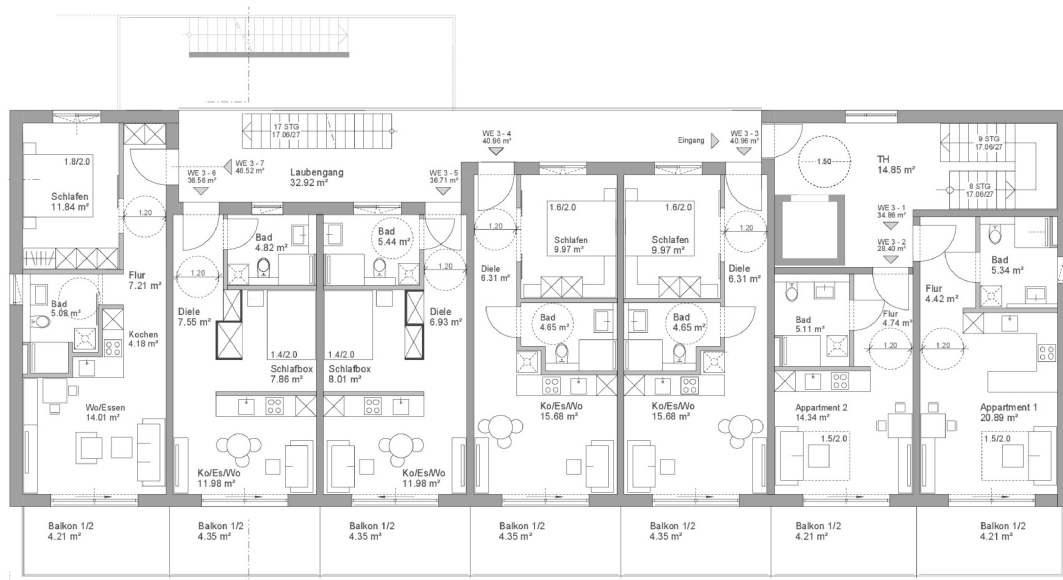 17 STG
17.06/27
WE 3 - 4
40.96 m²
Eingang
WE 3 - 3
40.96 m²
9 STG
17.06/27
1.50
TH
14.85 m²
8 STG
17.06/27
WE 3 - 7
46.52 m²
WE 3 - 6
36.56 m²
Laubengang
32.92 m²
WE 3 - 5
36.71 m²
WE 3 - 1
34.86 m²
WE 3 - 2
28.40 m²
1.8/2.0
Schlafen
11.84 m²
1.20
Flur
7.21 m²
Bad
5.08 m²
Kochen
4.18 m²
Wo/Essen
14.01 m²
Bad
4.82 m²
1.20
Diele
7.55 m²
1.4/2.0
Schlafbox
7.86 m²
Ko/Es/Wo
11.98 m²
Bad
5.44 m²
1.20
Diele
6.93 m²
1.4/2.0
Schlafbox
8.01 m²
Ko/Es/Wo
11.98 m²
1.20
1.6/2.0
Schlafen
9.97 m²
Diele
6.31 m²
Bad
4.65 m²
Ko/Es/Wo
15.68 m²
1.6/2.0
Schlafen
9.97 m²
1.20
Diele
6.31 m²
Bad
4.65 m²
Ko/Es/Wo
15.68 m²
Bad
5.11 m²
Flur
4.74 m²
1.20
Appartment 2
14.34 m²
1.5/2.0
Bad
5.34 m²
Flur
4.42 m²
1.20
Appartment 1
20.89 m²
1.5/2.0
Balkon 1/2
4.21 m²
Balkon 1/2
4.35 m²
Balkon 1/2
4.35 m²
Balkon 1/2
4.35 m²
Balkon 1/2
4.35 m²
Balkon 1/2
4.21 m²
Balkon 1/2
4.21 m²